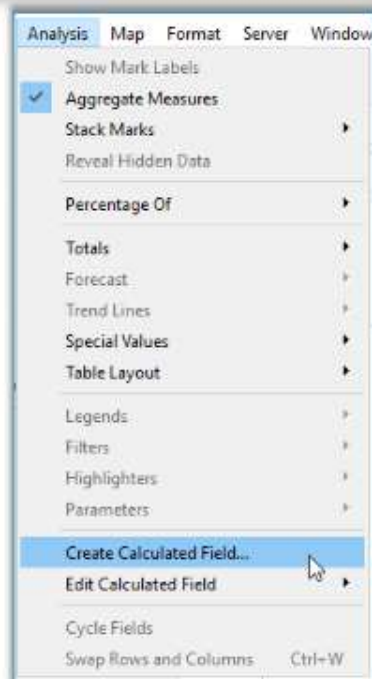 Analysis Map Format Server Window
Show Mark Labels
Aggregate Measures
Stack Marks
Reveal Hidden Data
Percentage Of
Totals
Forecast
Trend Lines
Special Values
Table Layout
Legends
Filters
Highlighters
Parameters
Create Calculated Field...
Edit Calculated Field
Cycle Fields
Swap Rows and Columns Ctrl+W